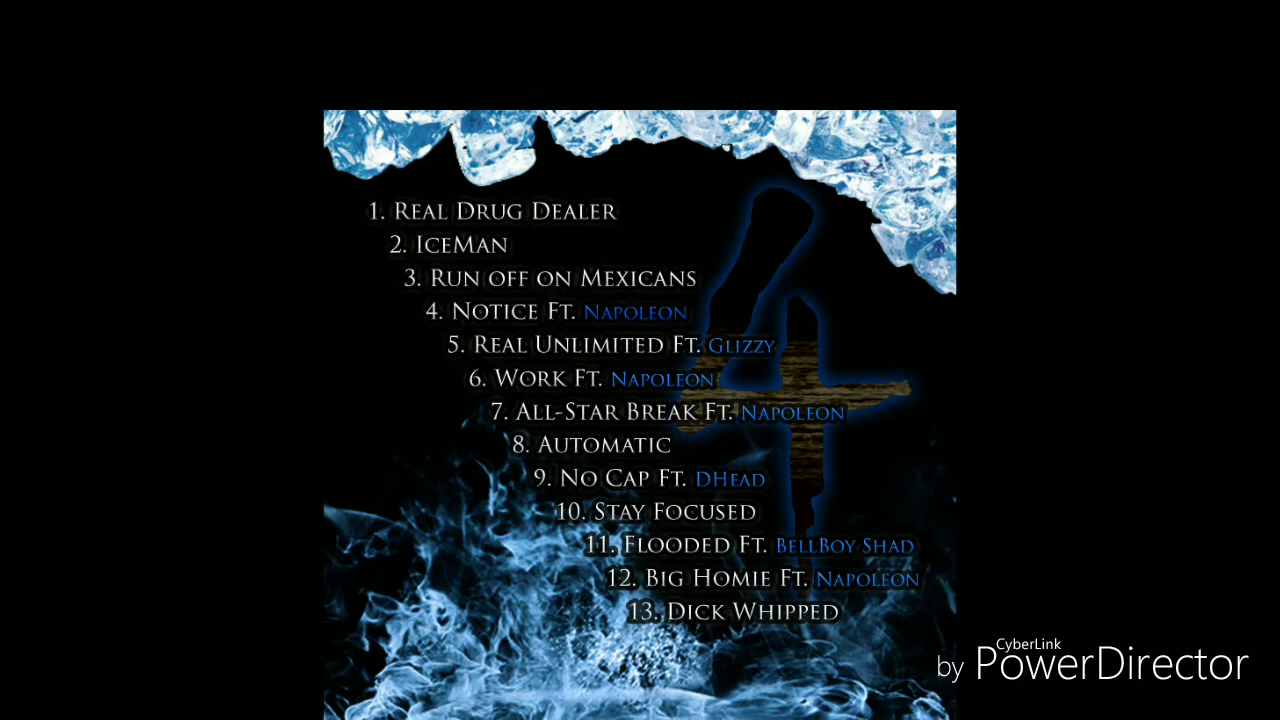 1. Real Drug Dealer
2. IceMan
3. Run off on Mexicans
4. Notice Ft. Napoleon
5. Real Unlimited Ft. Glizzy
6. Work Ft. Napoleon
7. All-Star Break Ft. Napoleon
8. Automatic
9. No Cap Ft. DHead
10. Stay Focused
11. Flooded Ft. BellBoy Shad
12. Big Homie Ft. Napoleon
13. Dick Whipped
CyberLink
by PowerDirector